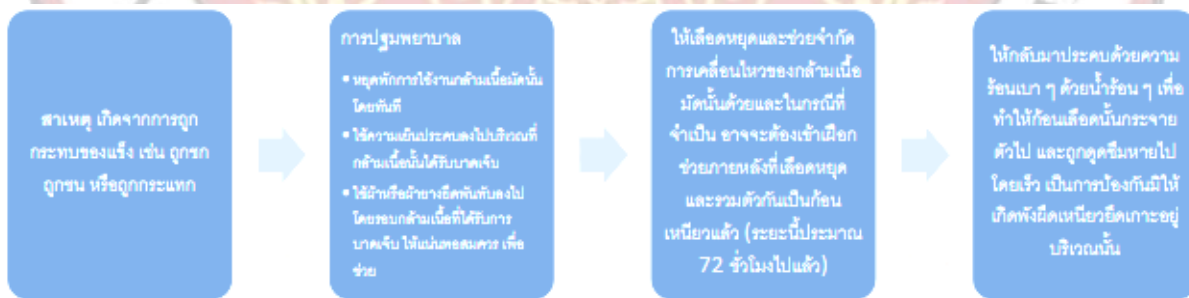 สาเหตุ เกิดจากการถูก
กระทบของแข็ง เช่น ถูกชก
ถูกชน หรือถูกกระแทก
การปฐมพยาบาล
▪ หยุดพักการใช้งานกล้ามเนื้อมัดนั้น
โดยทันที
▪ ใช้ความเย็นประคบลงไปบริเวณที่
กล้ามเนื้อนั้นได้รับบาดเจ็บ
▪ ใช้ผ้าหรือผ้ายางยืดพันทับลงไป
โดยรอบกล้ามเนื้อที่ได้รับการ
บาดเจ็บ ให้แน่นพอสมควร เพื่อ
ช่วย
ให้เลือดหยุดและช่วยจำกัด
การเคลื่อนไหวของกล้ามเนื้อ
มัดนั้นด้วยและในกรณีที่
จำเป็น อาจจะต้องเข้าเฝือก
ช่วยภายหลังที่เลือดหยุด
และรวมตัวกันเป็นก้อน
เหนียวแล้ว (ระยะนี้ประมาณ
72 ชั่วโมงไปแล้ว)
ให้กลับมาประคบด้วยความ
ร้อนเบา ๆ ด้วยน้ำร้อน ๆ เพื่อ
ทำให้ก้อนเลือดนั้นกระจาย
ตัวไป และถูกดูดซึมหายไป
โดยเร็ว เป็นการป้องกันมิให้
เกิดพังผืดเหนียวยึดเกาะอยู่
บริเวณนั้น